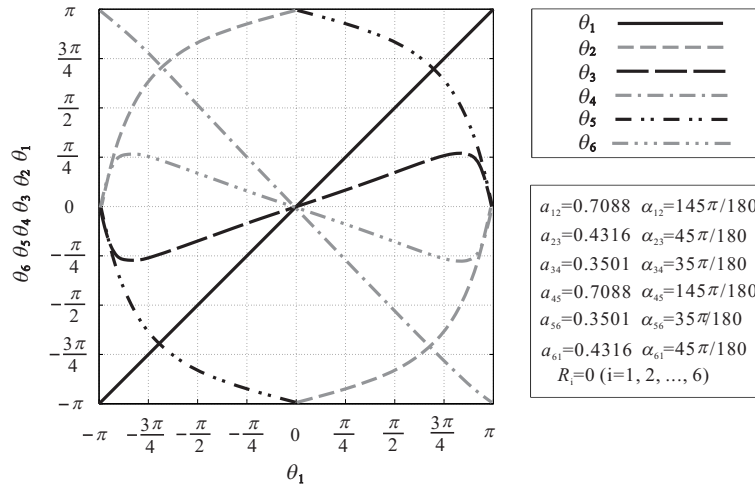 π
3π/4
π/2
π/4
0
−π/4
−π/2
−3π/4
−π
θ₆ θ₅ θ₄ θ₃ θ₂ θ₁
−π −3π/4 −π/2 −π/4 0 π/4 π/2 3π/4 π
θ₁
θ₁
θ₂
θ₃
θ₄
θ₅
θ₆
a₁₂=0.7088 α₁₂=145π/180
a₂₃=0.4316 α₂₃=45π/180
a₃₄=0.3501 α₃₄=35π/180
a₄₅=0.7088 α₄₅=145π/180
a₅₆=0.3501 α₅₆=35π/180
a₆₁=0.4316 α₆₁=45π/180
Rᵢ=0 (i=1, 2, ..., 6)